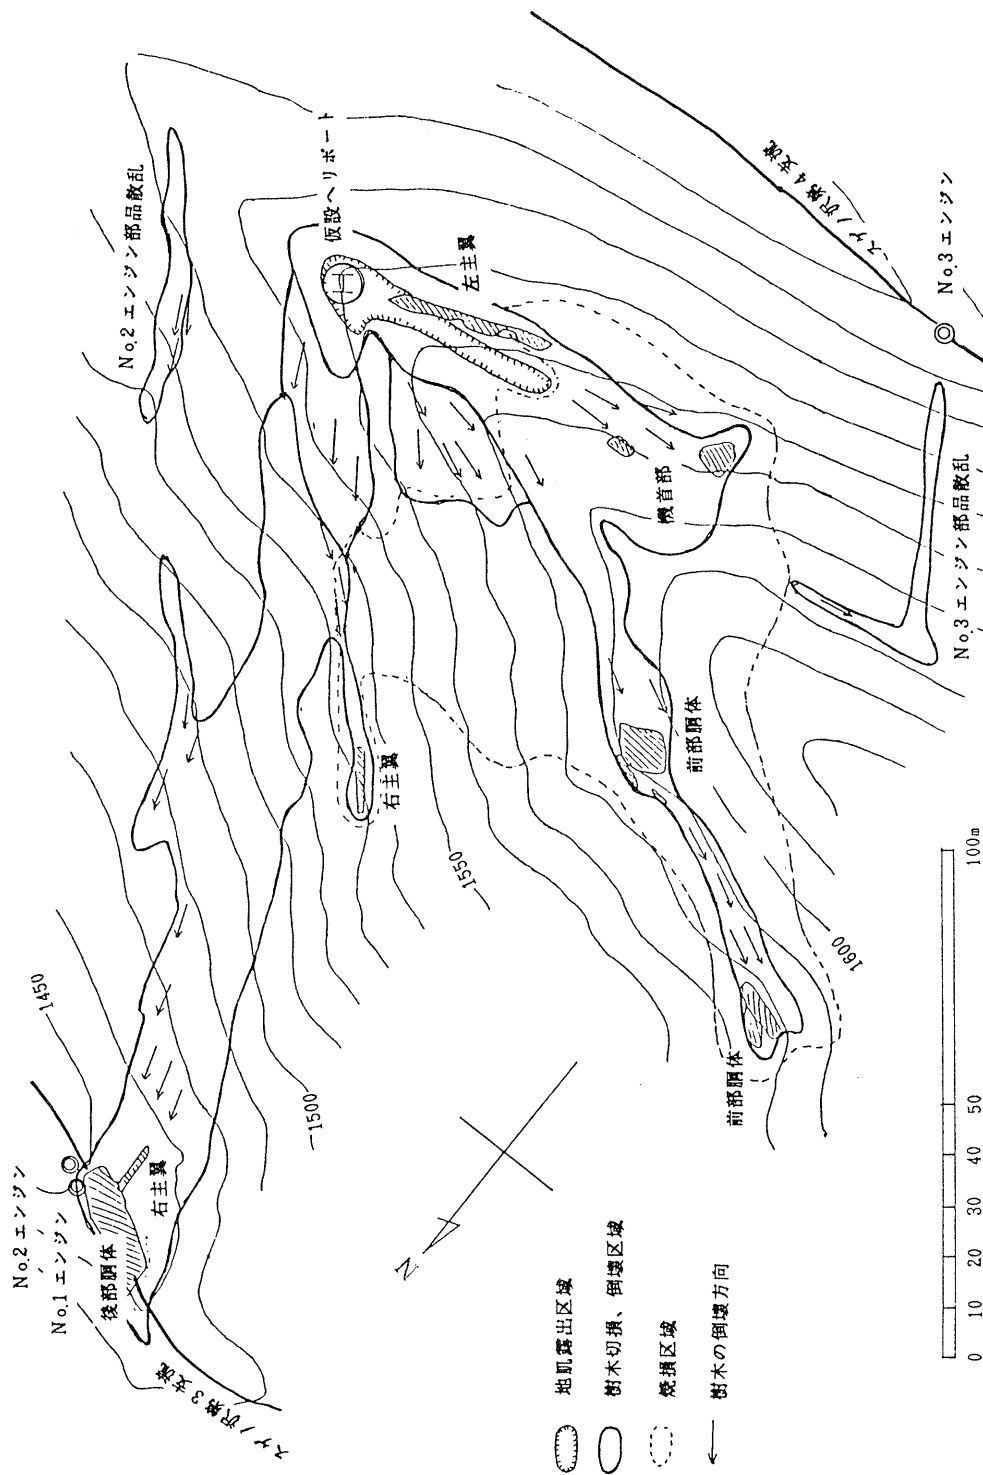 No.2エンジン部品散乱
仮設ヘリポート
左主翼
スゲノ沢第4支流
No.3エンジン
機首部
No.3エンジン部品散乱
前部胴体
右主翼
1550
1600
1450
1500
前部胴体
No.2エンジン
No.1エンジン
後部胴体
右主翼
スゲノ沢第3支流
N
H
地肌露出区域
樹木切損、倒壊区域
焼損区域
樹木の倒壊方向
0 10 20 30 40 50 100m